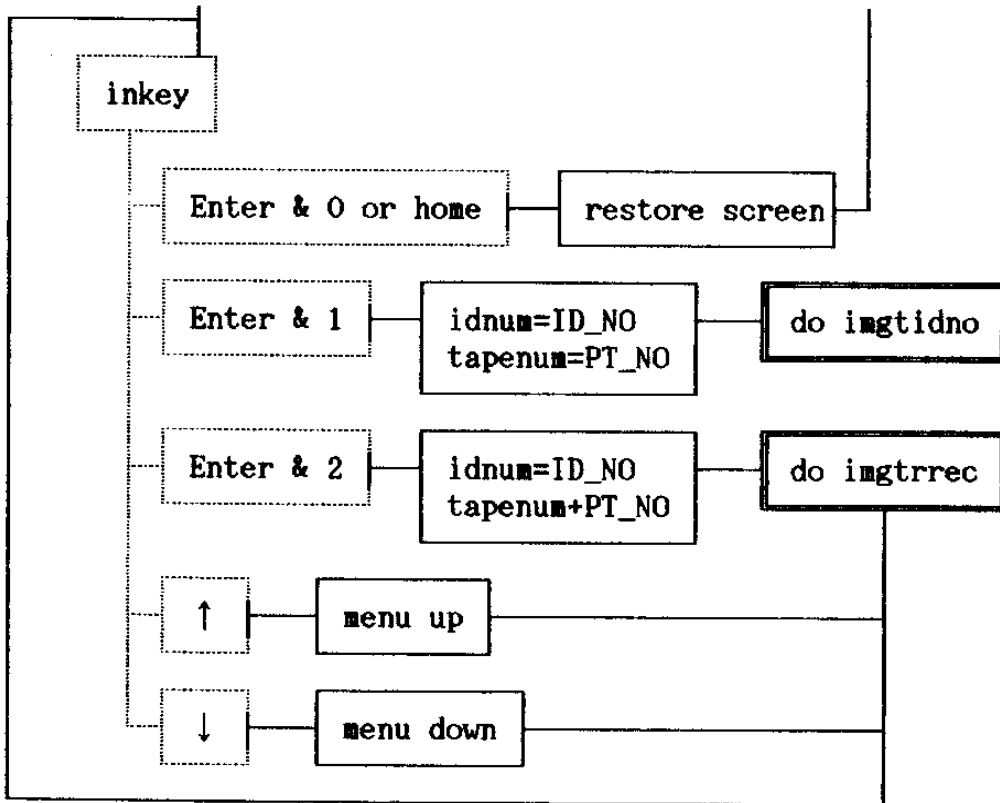 inkey
Enter & 0 or home
restore screen
Enter & 1
idnum=ID_NO
tapenum=PT_NO
do imgtidno
Enter & 2
idnum=ID_NO
tapenum+PT_NO
do imgtrrec
↑
menu up
↓
menu down